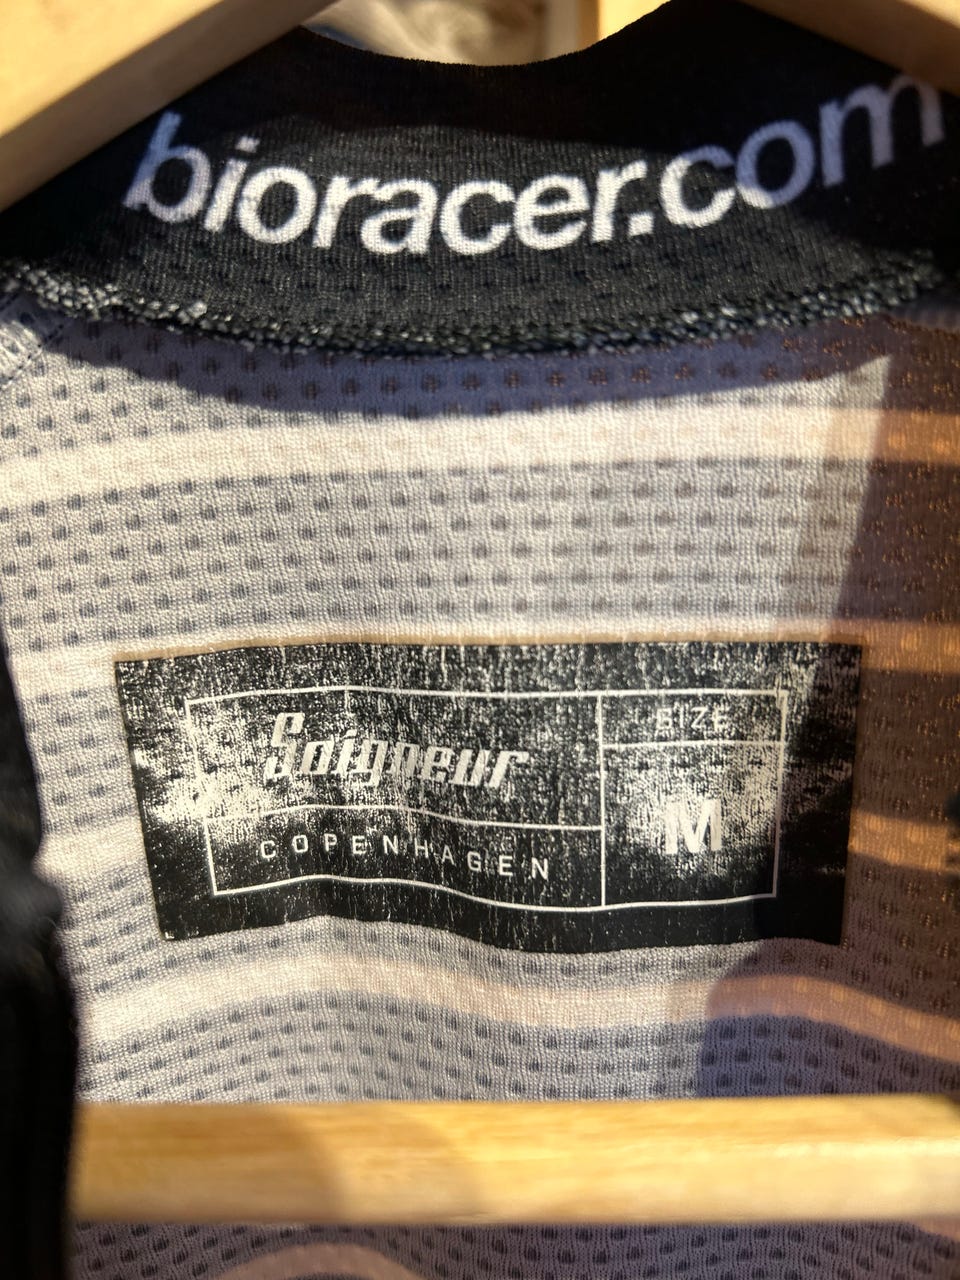 bioracer.com
Soigneur
COPENHAGEN
SIZE
M